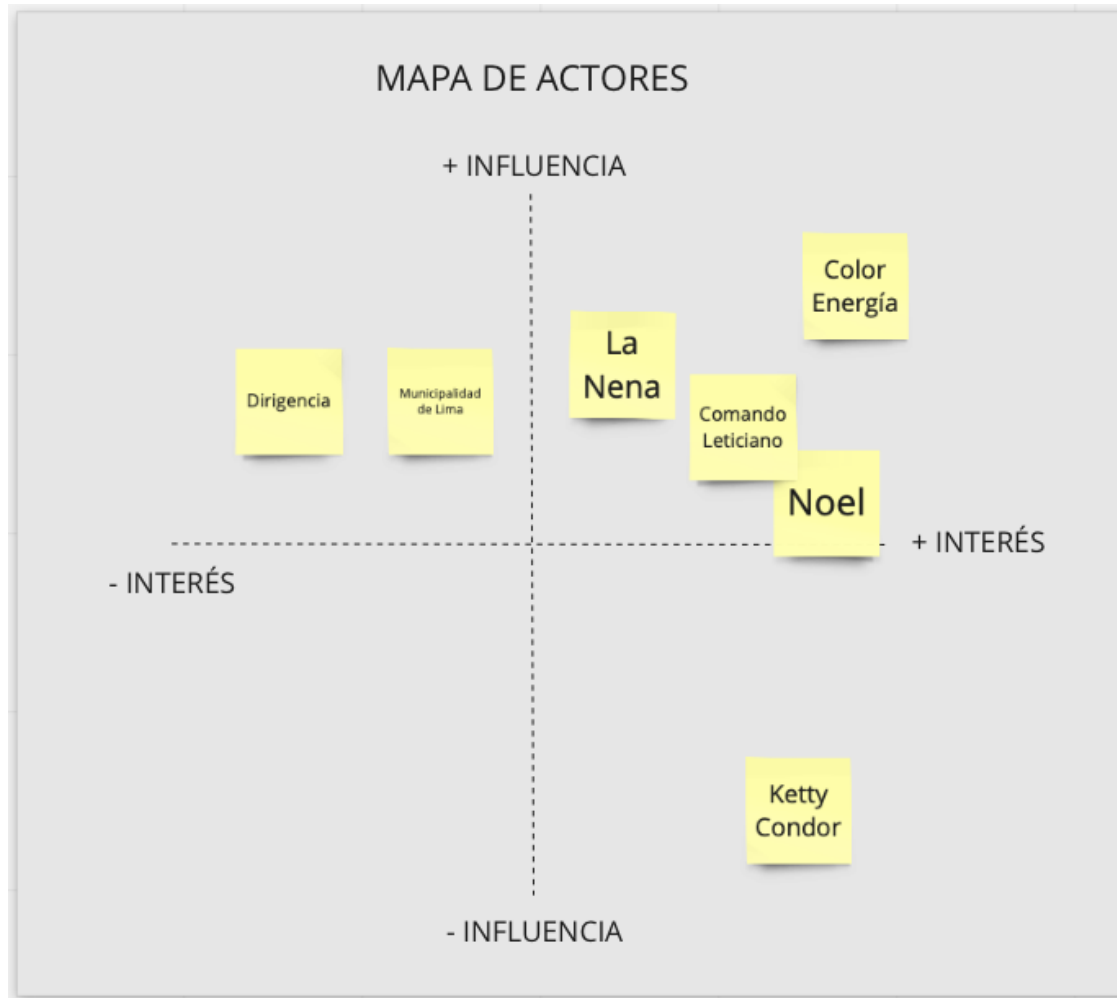 MAPA DE ACTORES
+ INFLUENCIA
Color
Energía
La
Nena
Dirigencia
Municipalidad
de Lima
Comando
Leticiano
Noel
+ INTERÉS
- INTERÉS
Ketty
Condor
- INFLUENCIA